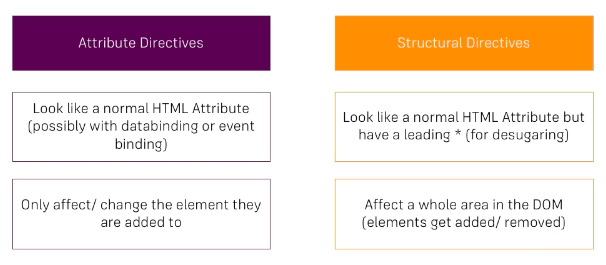 Attribute Directives
Structural Directives
Look like a normal HTML Attribute
(possibly with databinding or event
binding)
Look like a normal HTML Attribute but
have a leading * (for desugaring)
Only affect/ change the element they
are added to
Affect a whole area in the DOM
(elements get added/ removed)